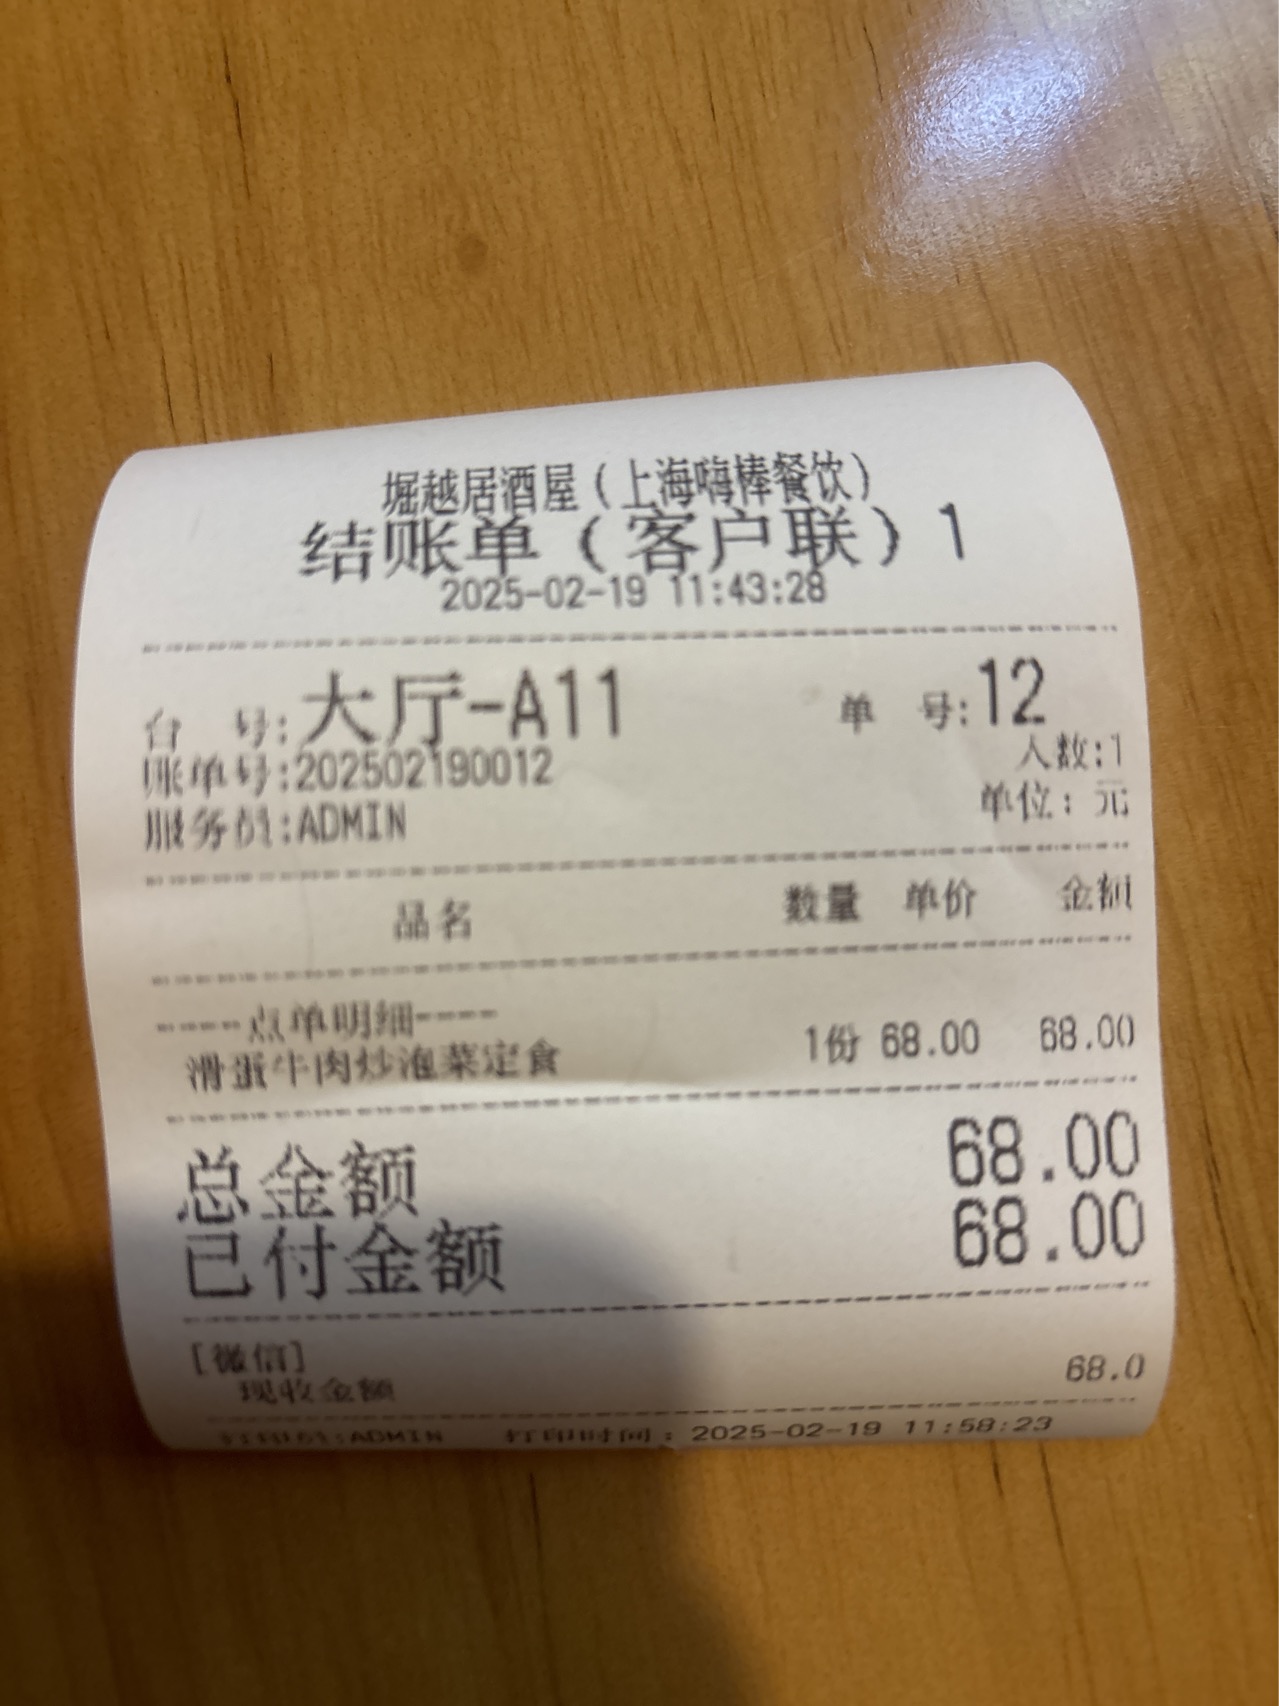 堀越居酒屋（上海嗨棒餐饮）
结账单（客户联）1
2025-02-19 11:43:28
台 号:大厅-A11 单 号:12
人数:1
账单号:202502190012
单位: 元
服务员:ADMIN
品名 数量 单价 金额
-----点单明细----
滑蛋牛肉炒泡菜定食 1份 68.00 68.00
总金额 68.00
已付金额 68.00
[微信]
现收金额 68.0
打印员:ADMIN 打印时间: 2025-02-19 11:58:23